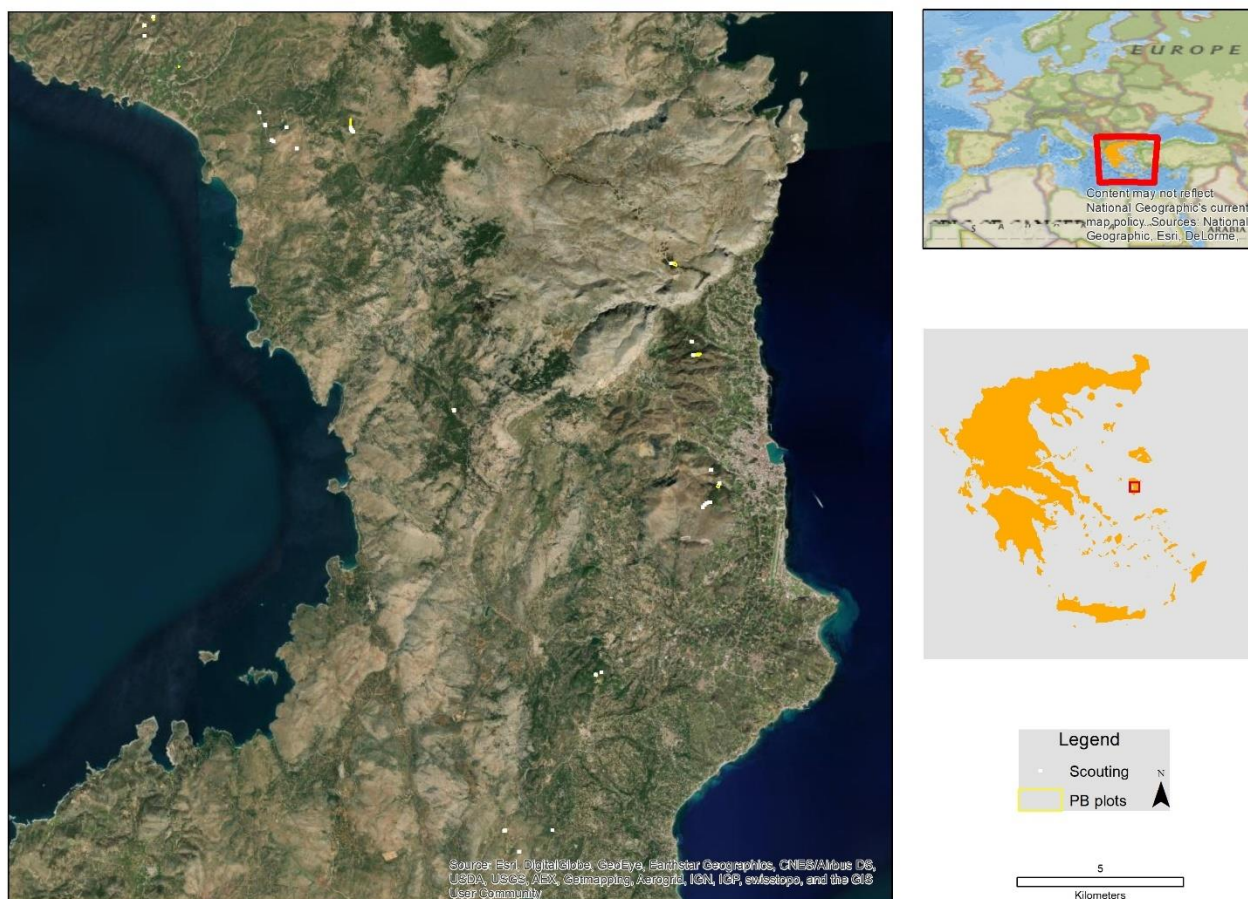 Source: Esri, DigitalGlobe, GeoEye, Earthstar Geographics, CNES/Airbus DS,
USDA, USGS, AEX, Getmapping, Aerogrid, IGN, IGP, swisstopo, and the GIS
User Community
EUROPE
Content may not reflect
National Geographic's current
map policy. Sources: National
Geographic, Esri, DeLorme,
ARABIA
Legend
Scouting
N
PB plots
5
Kilometers